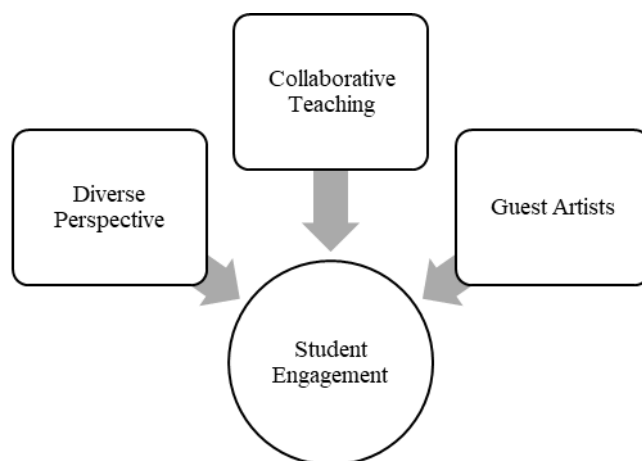 Collaborative
Teaching
Diverse
Perspective
Guest Artists
Student
Engagement